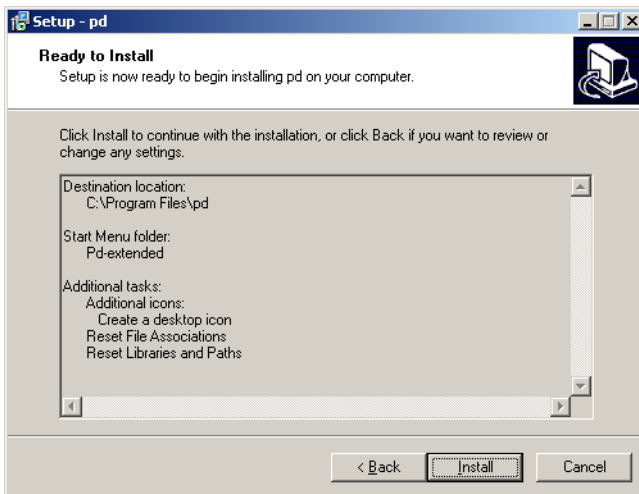 Setup - pd
Ready to Install
Setup is now ready to begin installing pd on your computer.
Click Install to continue with the installation, or click Back if you want to review or
change any settings.
Destination location:
C:\Program Files\pd
Start Menu folder:
Pd-extended
Additional tasks:
Additional icons:
Create a desktop icon
Reset File Associations
Reset Libraries and Paths
< Back Install Cancel